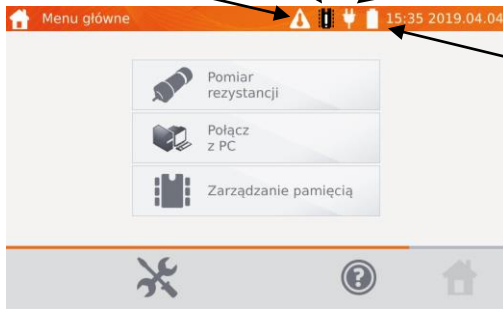 Menu główne
15:35 2019.04.04
Pomiar
rezystancji
Połącz
z PC
Zarządzanie pamięcią